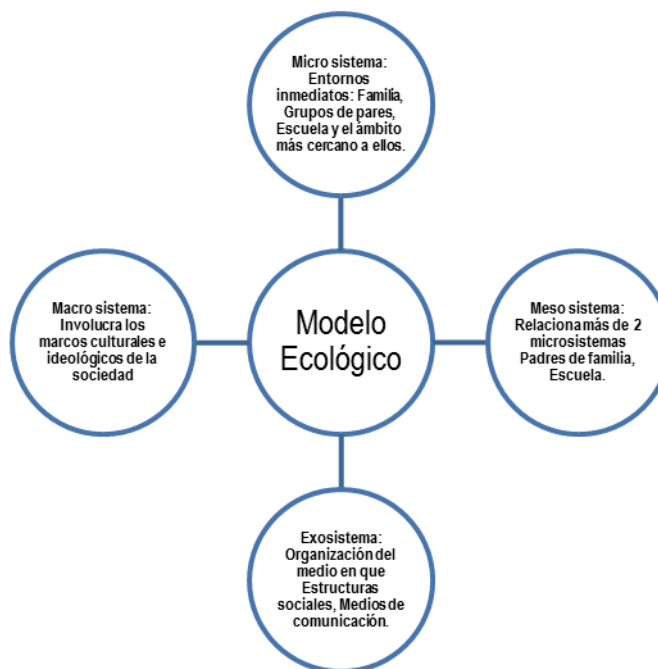 Micro sistema:
Entornos
inmediatos: Familia,
Grupos de pares,
Escuela y el ámbito
más cercano a ellos.
Macro sistema:
Involucra los
marcos culturales e
ideológicos de la
sociedad
Modelo
Ecológico
Meso sistema:
Relaciona más de 2
microsistemas
Padres de familia,
Escuela.
Exosistema:
Organización del
medio en que
Estructuras
sociales, Medios de
comunicación.